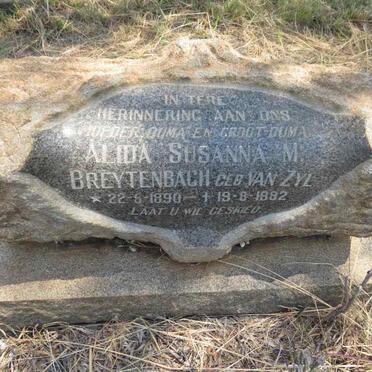 IN TERE
HERINNERING AAN ONS
MOEDER, OUMA EN GROOT-OUMA
ALIDA SUSANNA M.
BREYTENBACH GEB VAN ZYL
* 22-5-1890 – † 19-8-1982
LAAT U WIL GESKIED